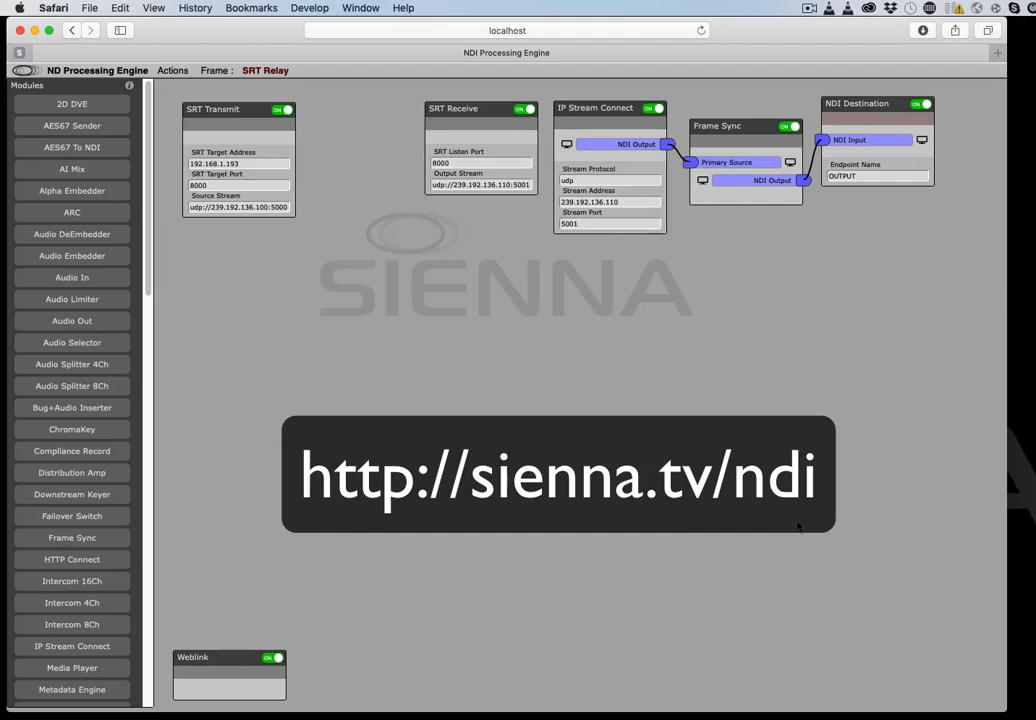 Safari File Edit View History Bookmarks Develop Window Help
localhost
S NDI Processing Engine
ND Processing Engine Actions Frame : SRT Relay
Modules
2D DVE
AES67 Sender
AES67 To NDI
AI Mix
Alpha Embedder
ARC
Audio DeEmbedder
Audio Embedder
Audio In
Audio Limiter
Audio Out
Audio Selector
Audio Splitter 4Ch
Audio Splitter 8Ch
Bug+Audio Inserter
ChromaKey
Compliance Record
Distribution Amp
Downstream Keyer
Failover Switch
Frame Sync
HTTP Connect
Intercom 16Ch
Intercom 4Ch
Intercom 8Ch
IP Stream Connect
Media Player
Metadata Engine
SRT Transmit ON
SRT Target Address
192.168.1.193
SRT Target Port
8000
Source Stream
udp://239.192.136.100:5000
SRT Receive ON
SRT Listen Port
8000
Output Stream
udp://239.192.136.110:5001
IP Stream Connect ON
NDI Output
Stream Protocol
udp
Stream Address
239.192.136.110
Stream Port
5001
Frame Sync ON
Primary Source
NDI Output
NDI Destination ON
NDI Input
Endpoint Name
OUTPUT
SIENNA
http://sienna.tv/ndi
Weblink ON